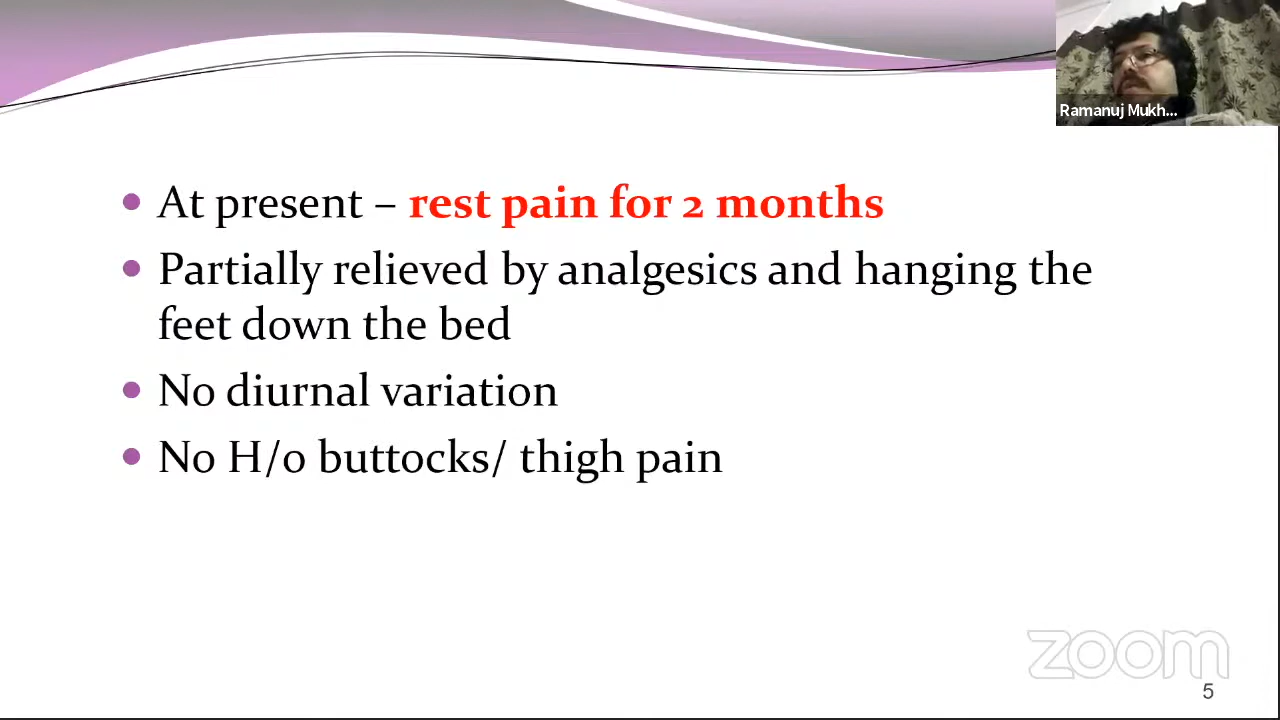 Ramanuj Mukh...
• At present – rest pain for 2 months
• Partially relieved by analgesics and hanging the
feet down the bed
• No diurnal variation
• No H/o buttocks/ thigh pain
zoom
5